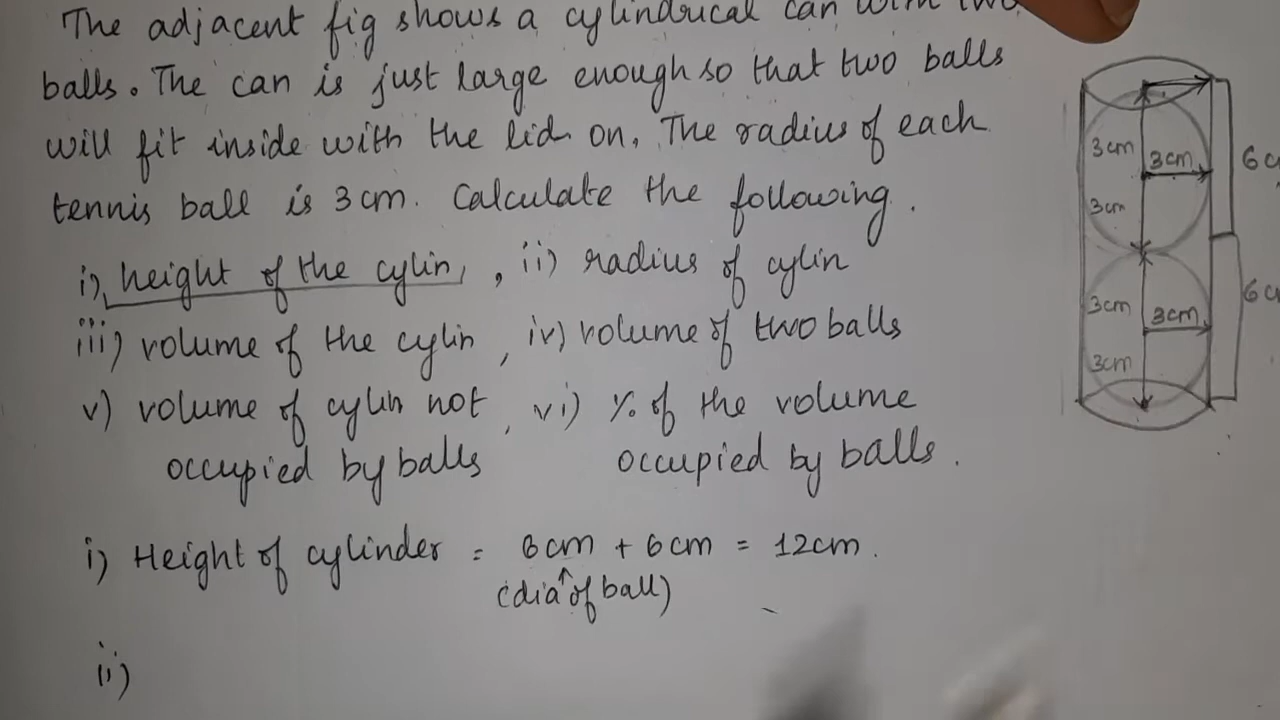 The adjacent fig shows a cylindrical can with two
balls. The can is just large enough so that two balls
will fit inside with the lid on. The radius of each
tennis ball is 3 cm. Calculate the following.
i) height of the cylin, ii) radius of cylin
iii) volume of the cylin, iv) volume of two balls
v) volume of cylin not, vi) % of the volume
occupied by balls occupied by balls.
i) Height of cylinder = 6cm + 6cm = 12cm.
(dia of ball)
ii)
3cm 3cm 6c
3cm
3cm 3cm 6c
3cm